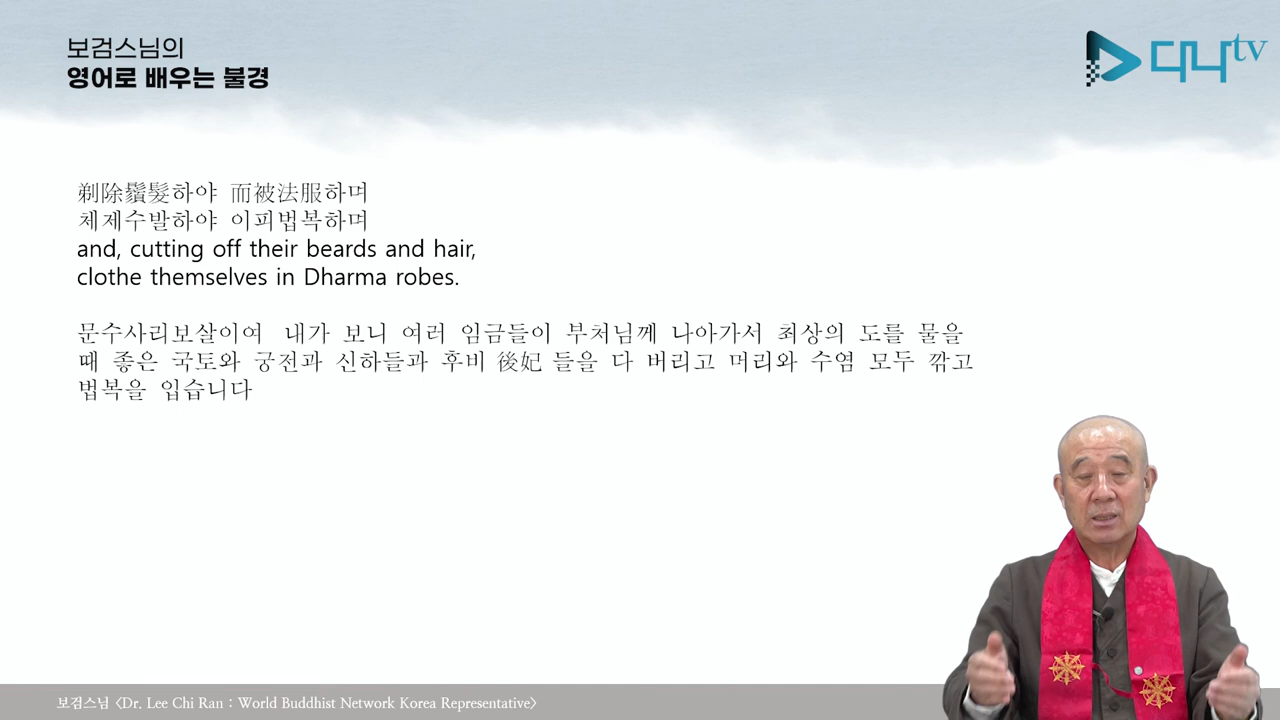 보검스님의
영어로 배우는 불경
다나tv
剃除鬚髮하야 而被法服하며
체제수발하야 이피법복하며
and, cutting off their beards and hair,
clothe themselves in Dharma robes.
문수사리보살이여 내가 보니 여러 임금들이 부처님께 나아가서 최상의 도를 물을
때 좋은 국토와 궁전과 신하들과 후비 後妃 들을 다 버리고 머리와 수염 모두 깎고
법복을 입습니다
보검스님 <Dr. Lee Chi Ran : World Buddhist Network Korea Representative>